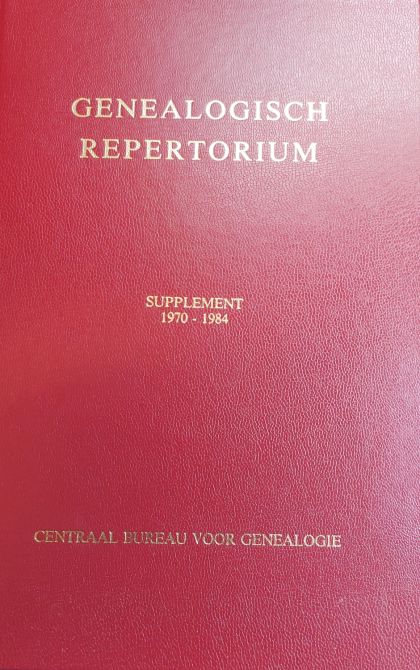 GENEALOGISCH
REPERTORIUM
SUPPLEMENT
1970 - 1984
CENTRAAL BUREAU VOOR GENEALOGIE